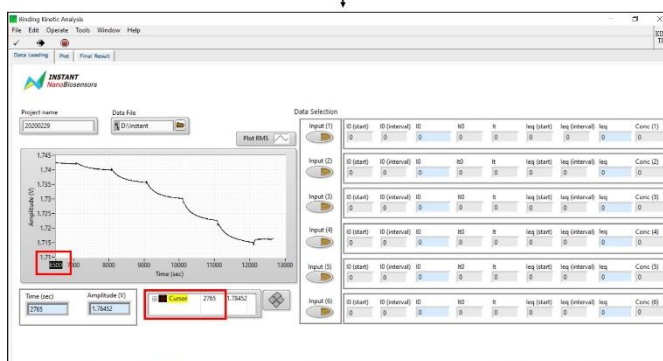 Binding Kinetic Analysis
File Edit Operate Tools Window Help
Data Loading Plot Final Result
INSTANT
NanoBiosensors
Project name Data File
20200229 D:\Instant
Plot RMS
Amplitude (V)
1.745
1.74
1.735
1.73
1.725
1.72
1.715
1.71
7000 8000 9000 10000 11000 12000 13000
Time (sec)
Time (sec) Amplitude (V)
2765 1.78452
Cursor 2765 1.78452
Data Selection
Input (1) I0 (start) I0 (interval) I0 It0 It Ieq (start) Ieq (interval) Ieq Conc (1)
0 0 0 0 0 0 0 0 0
Input (2) I0 (start) I0 (interval) I0 It0 It Ieq (start) Ieq (interval) Ieq Conc (2)
0 0 0 0 0 0 0 0 0
Input (3) I0 (start) I0 (interval) I0 It0 It Ieq (start) Ieq (interval) Ieq Conc (3)
0 0 0 0 0 0 0 0 0
Input (4) I0 (start) I0 (interval) I0 It0 It Ieq (start) Ieq (interval) Ieq Conc (4)
0 0 0 0 0 0 0 0 0
Input (5) I0 (start) I0 (interval) I0 It0 It Ieq (start) Ieq (interval) Ieq Conc (5)
0 0 0 0 0 0 0 0 0
Input (6) I0 (start) I0 (interval) I0 It0 It Ieq (start) Ieq (interval) Ieq Conc (6)
0 0 0 0 0 0 0 0 0